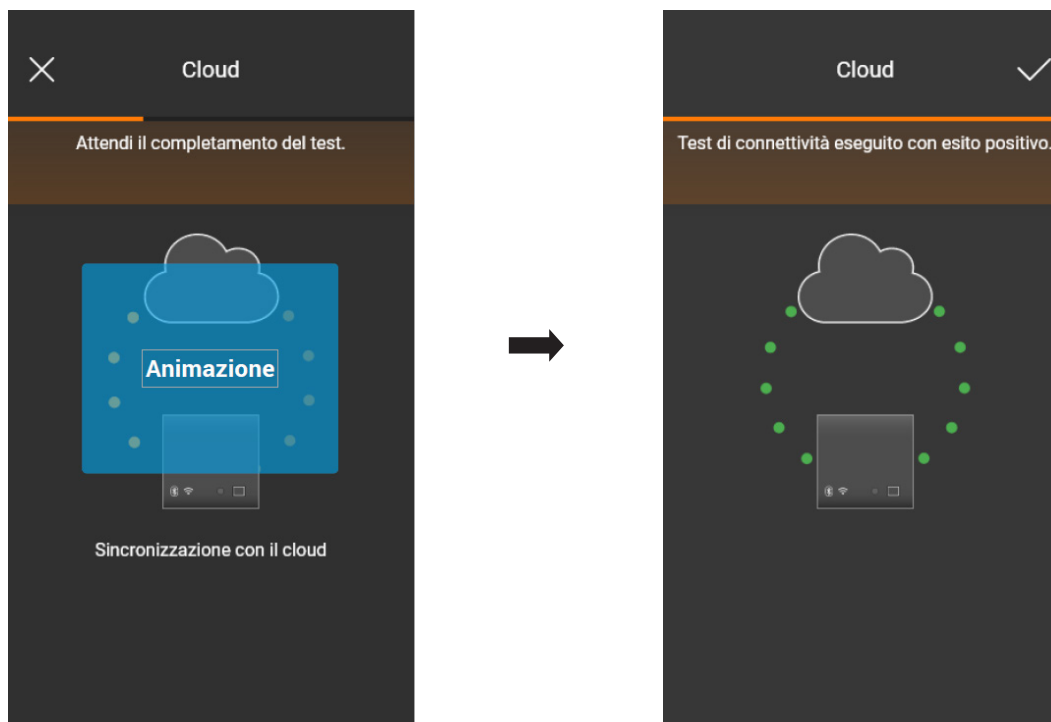 Cloud
Attendi il completamento del test.
Animazione
Sincronizzazione con il cloud
Cloud
Test di connettività eseguito con esito positivo.